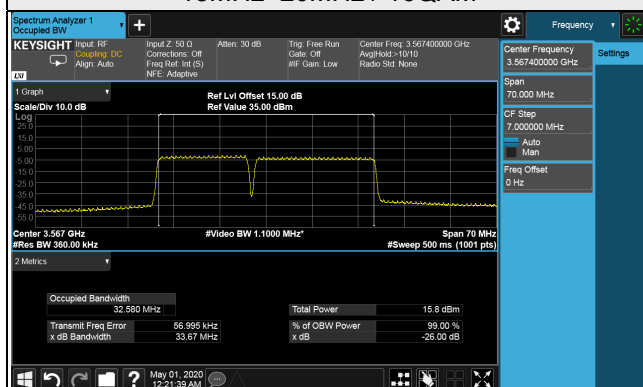 Spectrum Analyzer 1
Occupied BW
Frequency
KEYSIGHT
Input: RF
Coupling: DC
Align: Auto
Input Z: 50 Ω
Corrections: Off
Freq Ref: Int (S)
NFE: Adaptive
Atten: 30 dB
Trig: Free Run
Gate: Off
#IF Gain: Low
Center Freq: 3.567400000 GHz
Avg|Hold:>10/10
Radio Std: None
LXI
Center Frequency
3.567400000 GHz
Settings
Span
70.000 MHz
CF Step
7.000000 MHz
Auto
Man
Freq Offset
0 Hz
1 Graph
Scale/Div 10.0 dB
Ref Lvl Offset 15.00 dB
Ref Value 35.00 dBm
Log
25.0
15.0
5.00
-5.00
-15.0
-25.0
-35.0
-45.0
-55.0
Center 3.567 GHz
#Res BW 360.00 kHz
#Video BW 1.1000 MHz*
Span 70 MHz
#Sweep 500 ms (1001 pts)
2 Metrics
Occupied Bandwidth
32.580 MHz
Total Power 15.8 dBm
Transmit Freq Error 56.995 kHz
% of OBW Power 99.00 %
x dB Bandwidth 33.67 MHz
x dB -26.00 dB
May 01, 2020
12:21:39 AM